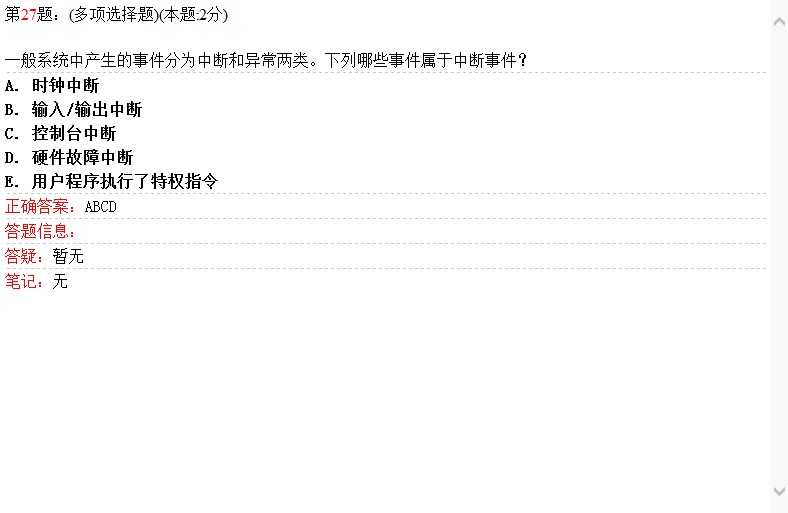 第27题：(多项选择题)(本题:2分)
一般系统中产生的事件分为中断和异常两类。下列哪些事件属于中断事件？
A. 时钟中断
B. 输入/输出中断
C. 控制台中断
D. 硬件故障中断
E. 用户程序执行了特权指令
正确答案：ABCD
答题信息：
答疑：暂无
笔记：无